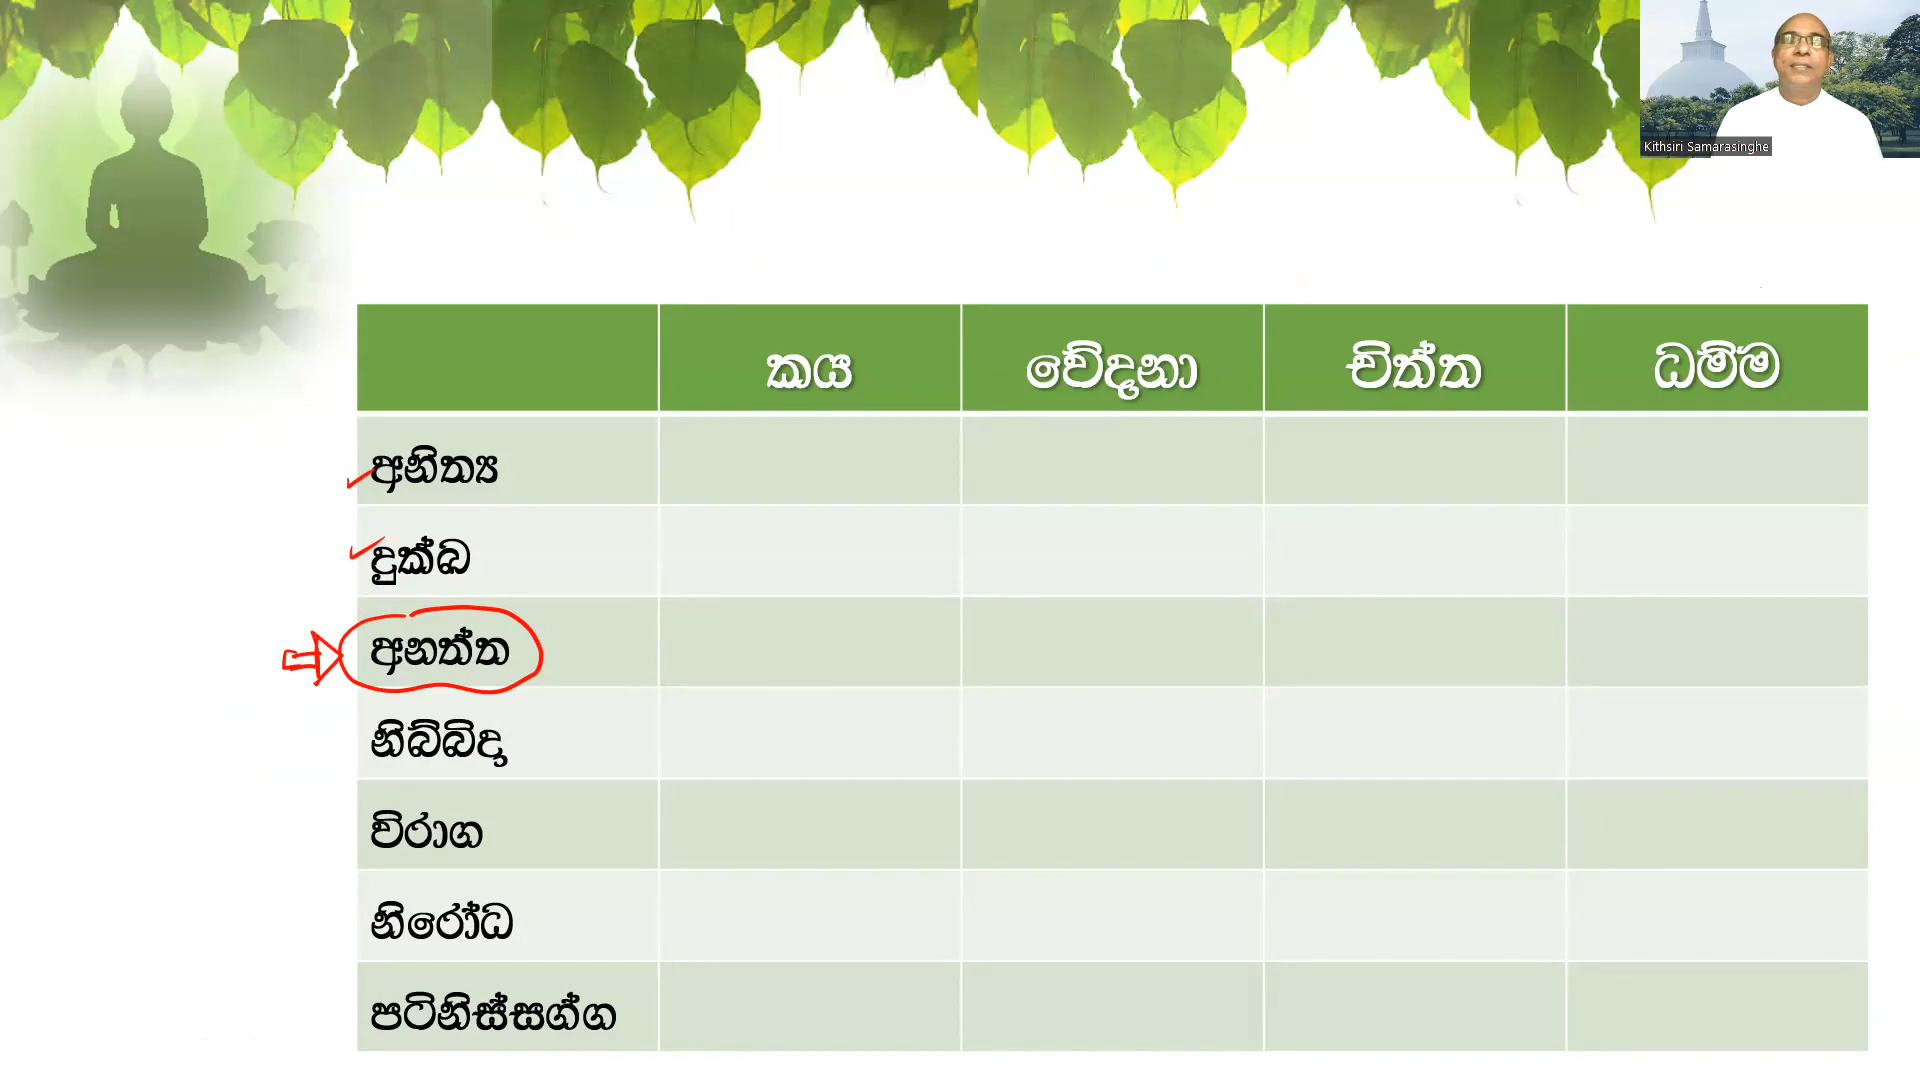 Kithsiri Samarasinghe
කය වේදනා චිත්ත ධම්ම
අනිත්‍ය
දුක්ඛ
අනත්ත
නිබ්බිදා
විරාග
නිරෝධ
පටිනිස්සග්ග